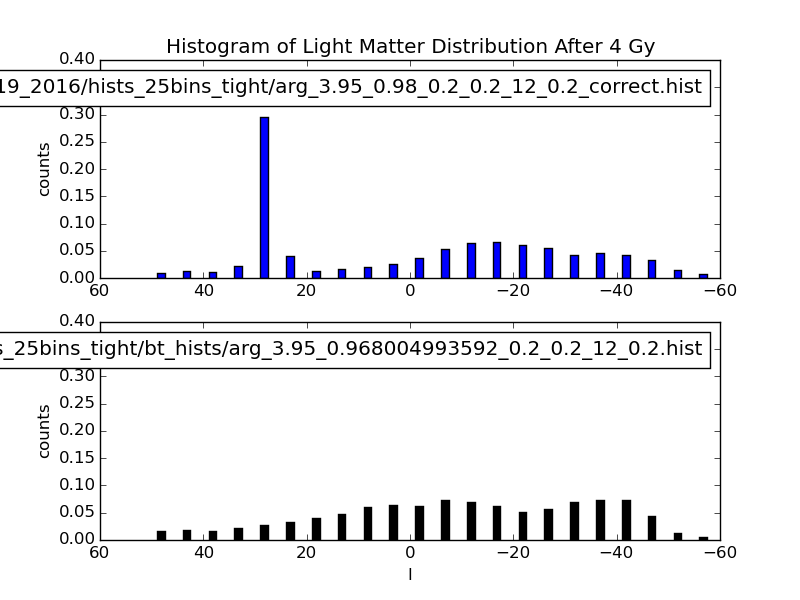 Histogram of Light Matter Distribution After 4 Gy
0.40
19_2016/hists_25bins_tight/arg_3.95_0.98_0.2_0.2_12_0.2_correct.hist
0.30
0.25
0.20
0.15
0.10
0.05
0.00
counts
60 40 20 0 −20 −40 −60
0.40
s_25bins_tight/bt_hists/arg_3.95_0.968004993592_0.2_0.2_12_0.2.hist
0.30
0.25
0.20
0.15
0.10
0.05
0.00
counts
60 40 20 0 −20 −40 −60
l